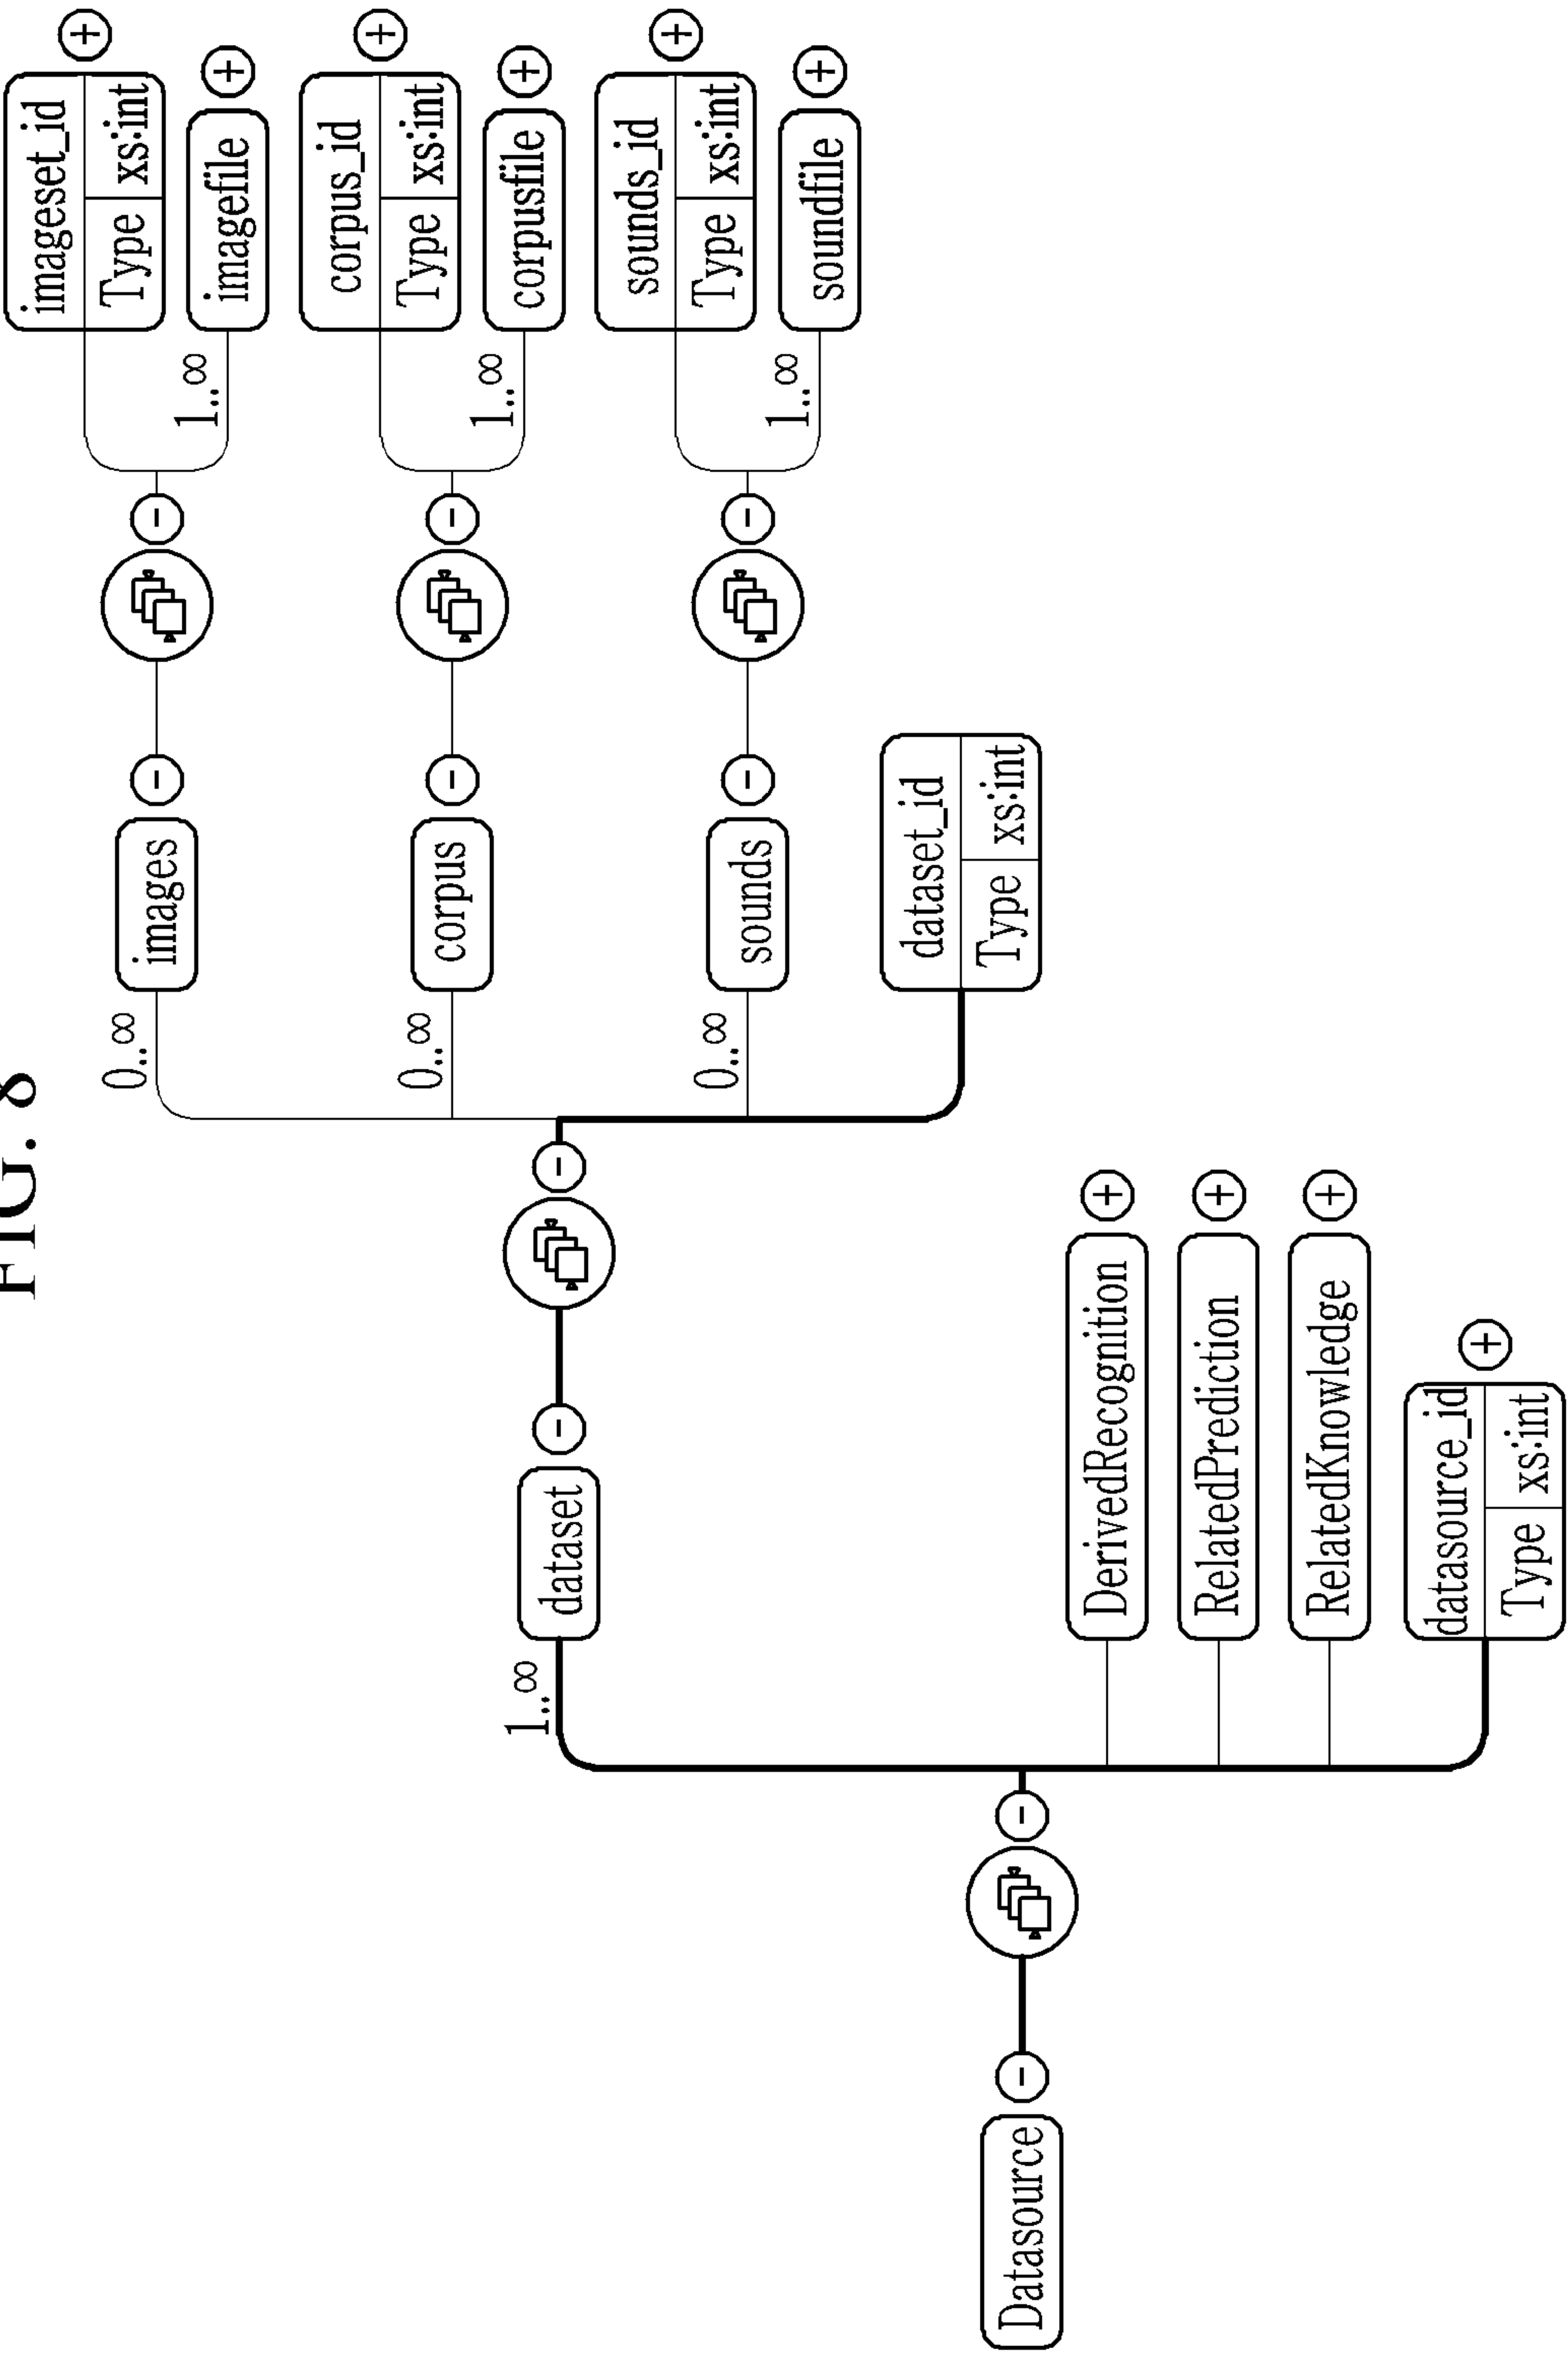 FIG. 8
imageset_id
Type xs:int
0..∞
images
1..∞
imagefile
corpus_id
Type xs:int
0..∞
corpus
1..∞
corpusfile
1..∞
dataset
sounds_id
Type xs:int
0..∞
sounds
1..∞
soundfile
dataset_id
Type xs:int
Datasource
DerivedRecognition
RelatedPrediction
RelatedKnowledge
datasource_id
Type xs:int